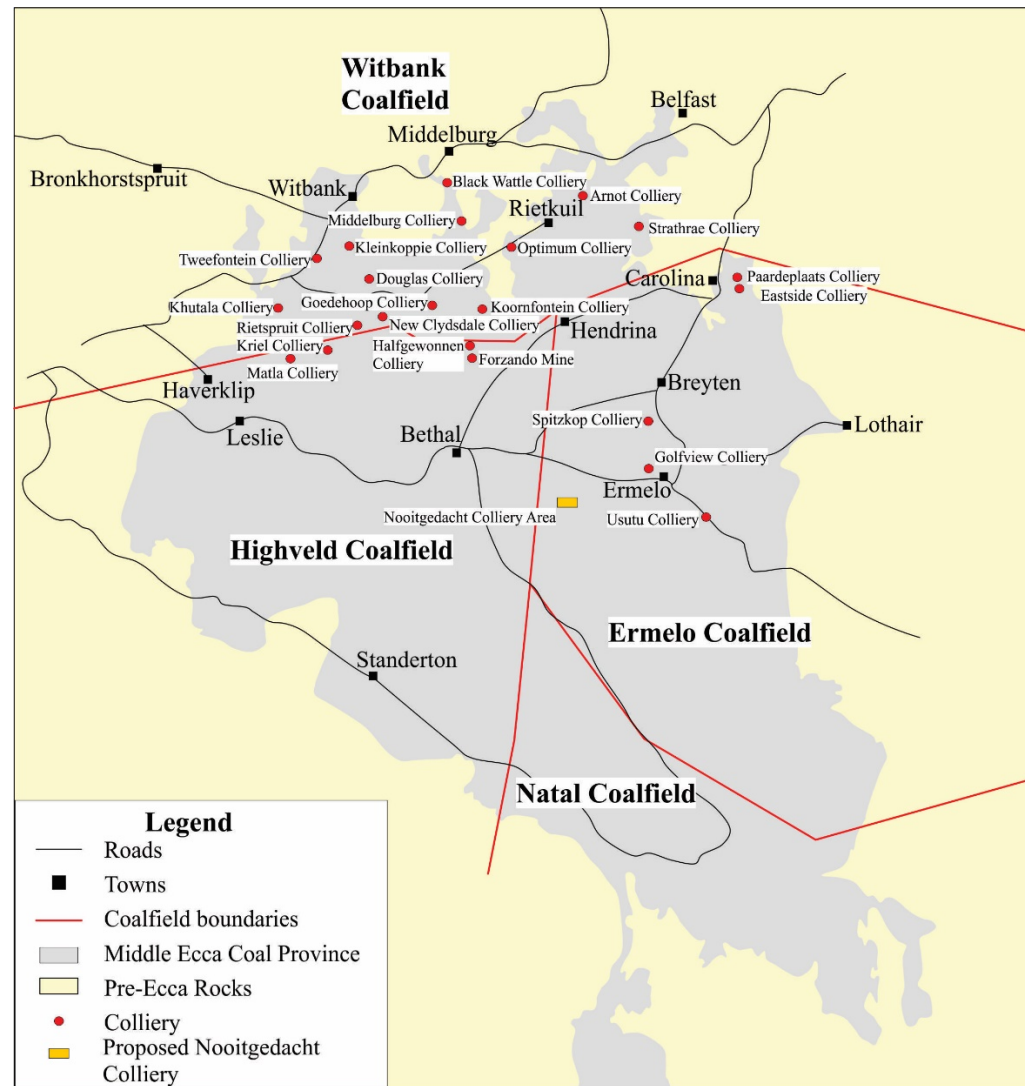 Witbank
Coalfield
Belfast
Middelburg
Bronkhorstspruit
Witbank
Black Wattle Colliery
Arnot Colliery
Rietkuil
Middelburg Colliery
Strathrae Colliery
Kleinkoppie Colliery
Optimum Colliery
Tweefontein Colliery
Douglas Colliery
Carolina
Paardeplaats Colliery
Eastside Colliery
Khutala Colliery
Goedehoop Colliery
Koornfontein Colliery
Rietspruit Colliery
New Clydsdale Colliery
Hendrina
Kriel Colliery
Halfgewonnen
Colliery
Forzando Mine
Matla Colliery
Haverklip
Breyten
Leslie
Spitzkop Colliery
Lothair
Bethal
Golfview Colliery
Ermelo
Nooitgedacht Colliery Area
Usutu Colliery
Highveld Coalfield
Ermelo Coalfield
Standerton
Natal Coalfield
Legend
Roads
Towns
Coalfield boundaries
Middle Ecca Coal Province
Pre-Ecca Rocks
Colliery
Proposed Nooitgedacht
Colliery